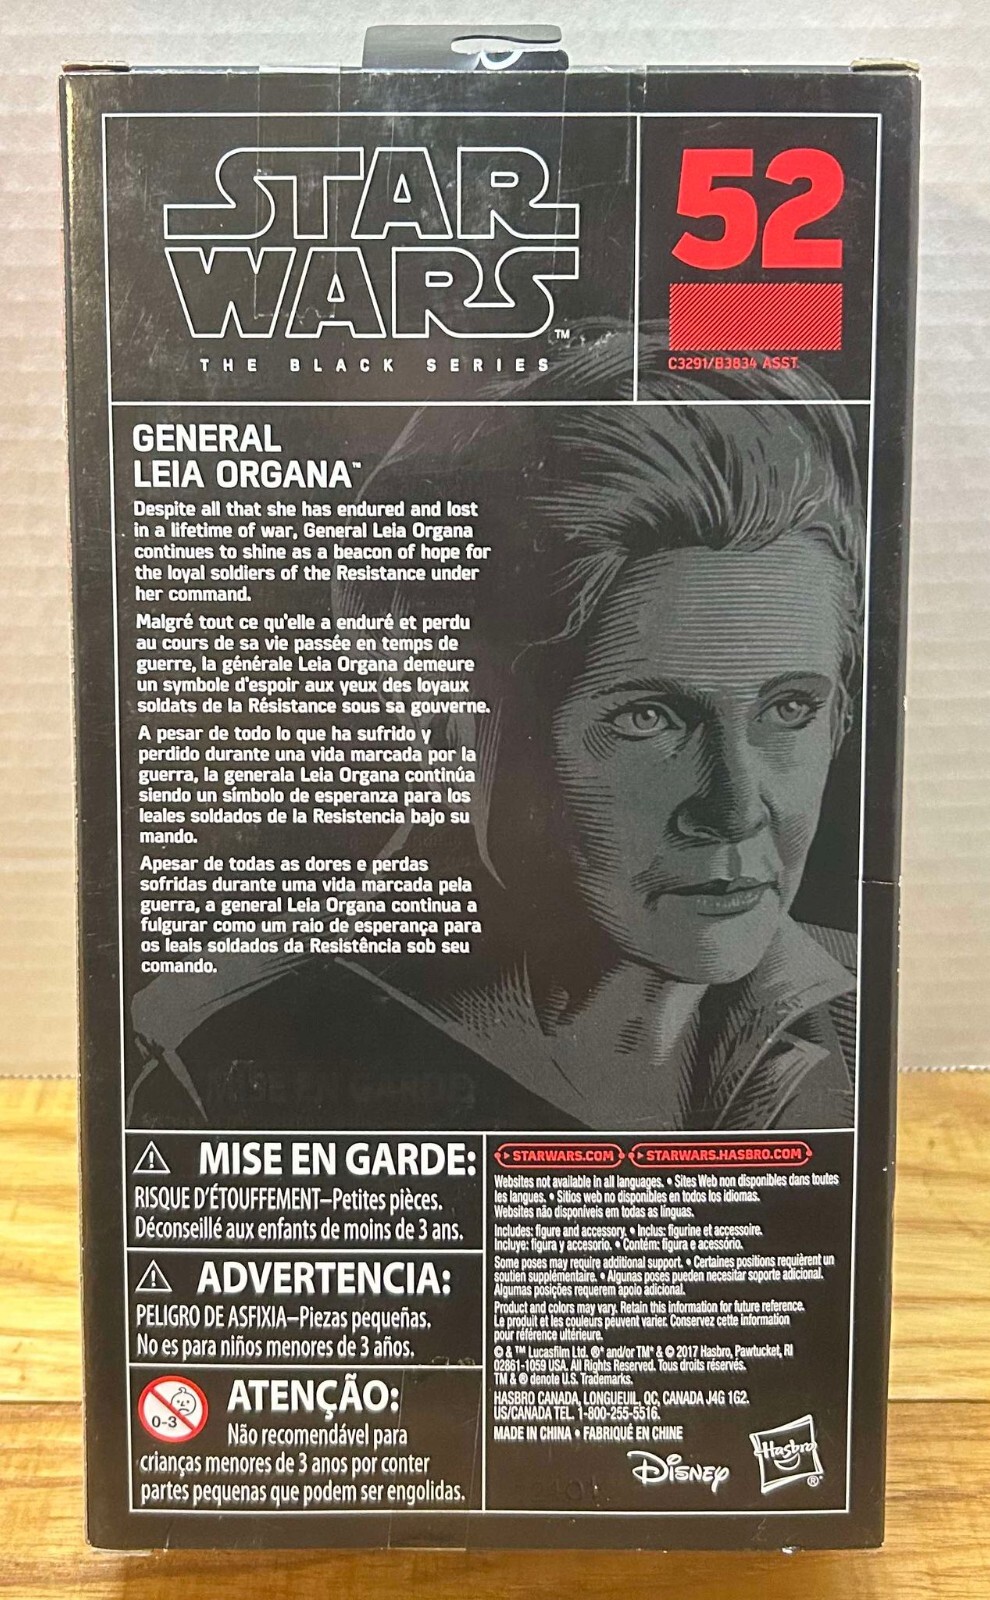 STAR
WARS™
THE BLACK SERIES
52
C3291/B3834 ASST.
GENERAL
LEIA ORGANA™
Despite all that she has endured and lost
in a lifetime of war, General Leia Organa
continues to shine as a beacon of hope for
the loyal soldiers of the Resistance under
her command.
Malgré tout ce qu'elle a enduré et perdu
au cours de sa vie passée en temps de
guerre, la générale Leia Organa demeure
un symbole d'espoir aux yeux des loyaux
soldats de la Résistance sous sa gouverne.
A pesar de todo lo que ha sufrido y
perdido durante una vida marcada por la
guerra, la generala Leia Organa continúa
siendo un símbolo de esperanza para los
leales soldados de la Resistencia bajo su
mando.
Apesar de todas as dores e perdas
sofridas durante uma vida marcada pela
guerra, a general Leia Organa continua a
fulgurar como um raio de esperança para
os leais soldados da Resistência sob seu
comando.
MISE EN GARDE:
RISQUE D'ÉTOUFFEMENT–Petites pièces.
Déconseillé aux enfants de moins de 3 ans.
ADVERTENCIA:
PELIGRO DE ASFIXIA–Piezas pequeñas.
No es para niños menores de 3 años.
0-3
ATENÇÃO:
Não recomendável para
crianças menores de 3 anos por conter
partes pequenas que podem ser engolidas.
STARWARS.COM STARWARS.HASBRO.COM
Websites not available in all languages. • Sites Web non disponibles dans toutes
les langues. • Sitios web no disponibles en todos los idiomas.
Websites não disponíveis em todas as línguas.
Includes: figure and accessory. • Inclus: figurine et accessoire.
Incluye: figura y accesorio. • Contém: figura e acessório.
Some poses may require additional support. • Certaines positions requièrent un
soutien supplémentaire. • Algunas poses pueden necesitar soporte adicional.
Algumas posições requerem apoio adicional.
Product and colors may vary. Retain this information for future reference.
Le produit et les couleurs peuvent varier. Conservez cette information
pour référence ultérieure.
© & ™ Lucasfilm Ltd. ®* and/or TM* & © 2017 Hasbro, Pawtucket, RI
02861-1059 USA. All Rights Reserved. Tous droits réservés.
TM & ® denote U.S. Trademarks.
HASBRO CANADA, LONGUEUIL, QC, CANADA J4G 1G2.
US/CANADA TEL. 1-800-255-5516.
MADE IN CHINA • FABRIQUÉ EN CHINE
Disney
Hasbro
®